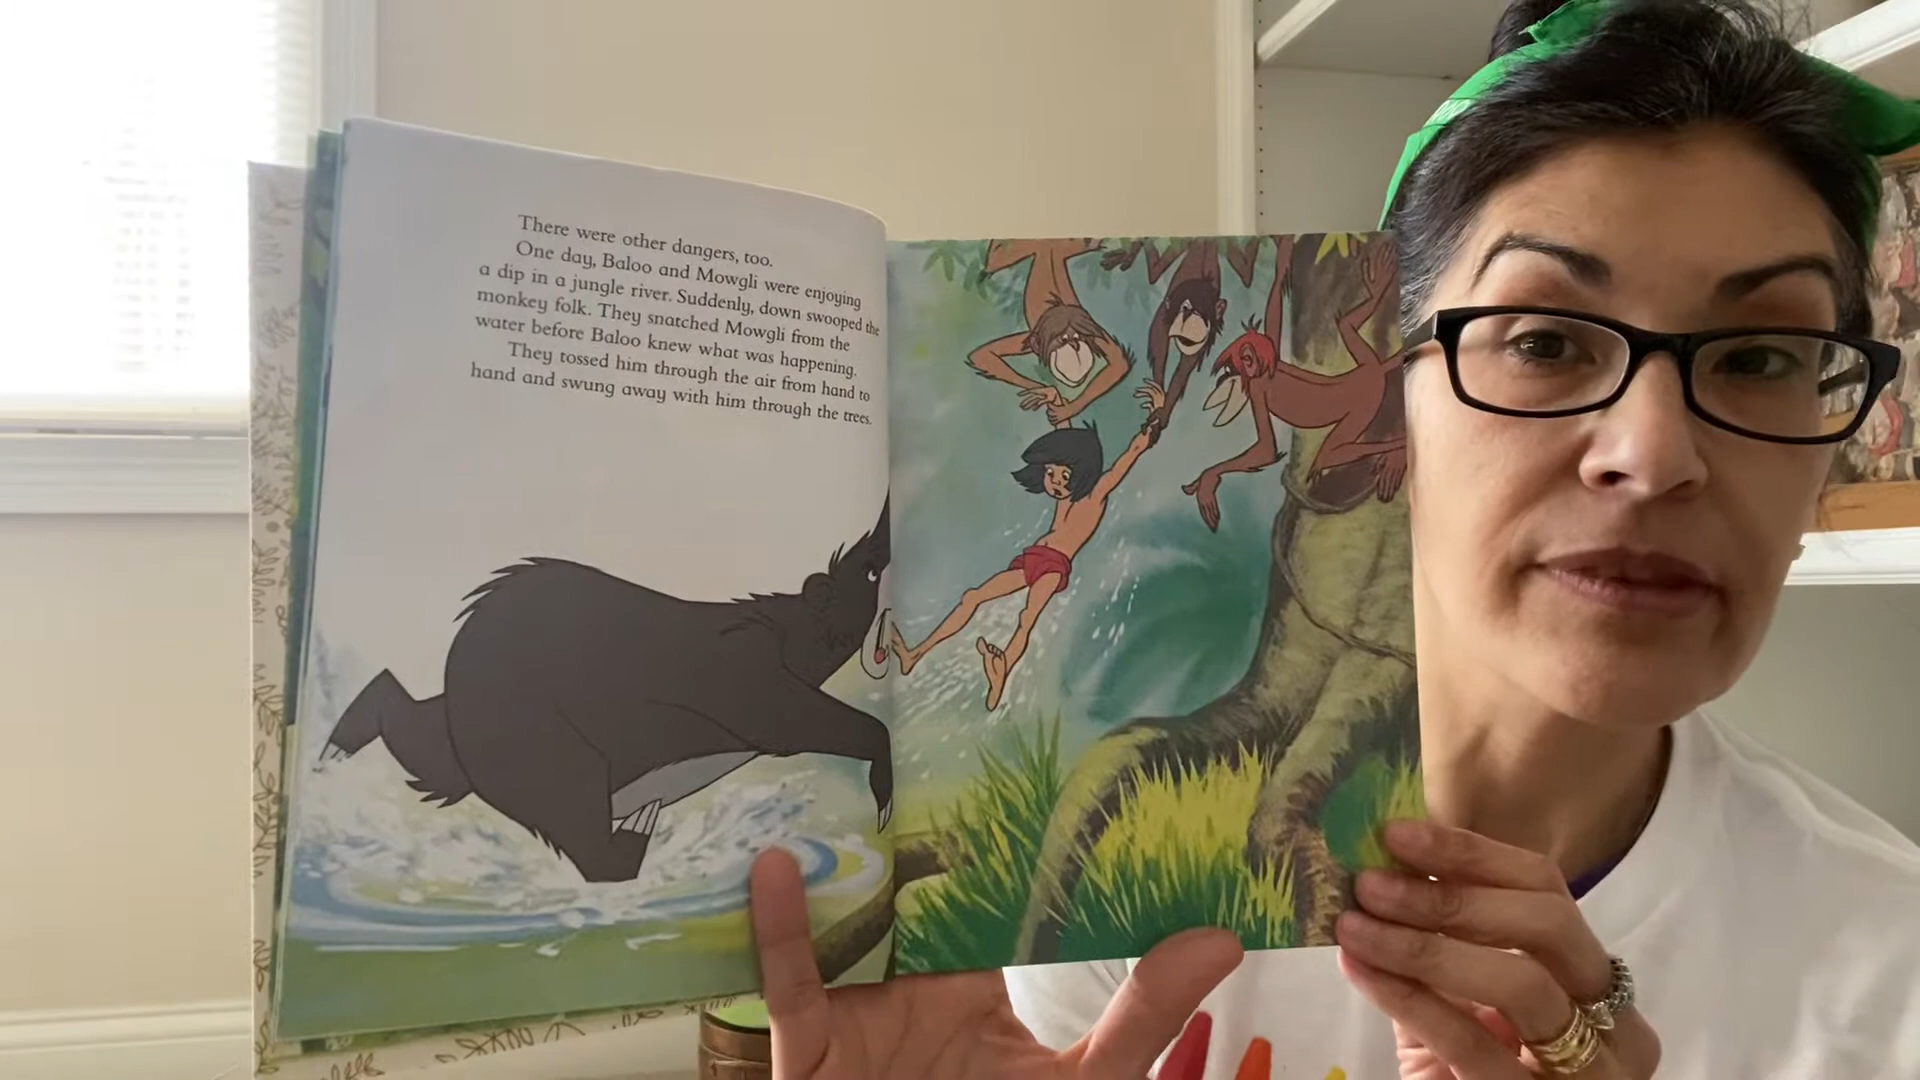 There were other dangers, too.
One day, Baloo and Mowgli were enjoying
a dip in a jungle river. Suddenly, down swooped the
monkey folk. They snatched Mowgli from the
water before Baloo knew what was happening.
They tossed him through the air from hand to
hand and swung away with him through the trees.